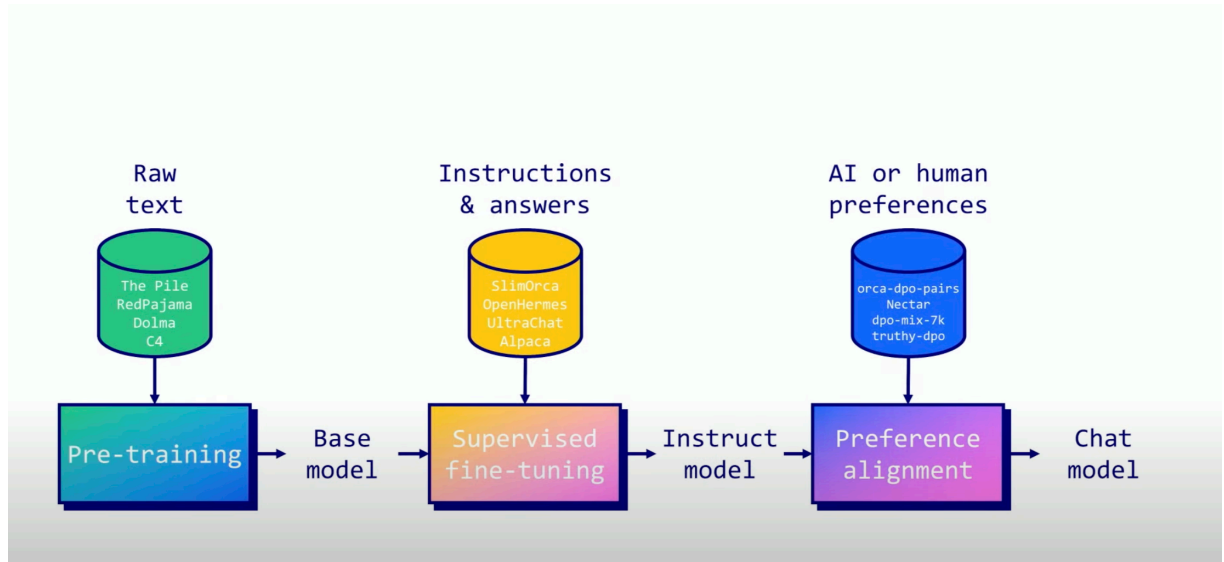 Raw
text
Instructions
& answers
AI or human
preferences
The Pile
RedPajama
Dolma
C4
SlimOrca
OpenHermes
UltraChat
Alpaca
orca-dpo-pairs
Nectar
dpo-mix-7k
truthy-dpo
Pre-training
Base
model
Supervised
fine-tuning
Instruct
model
Preference
alignment
Chat
model